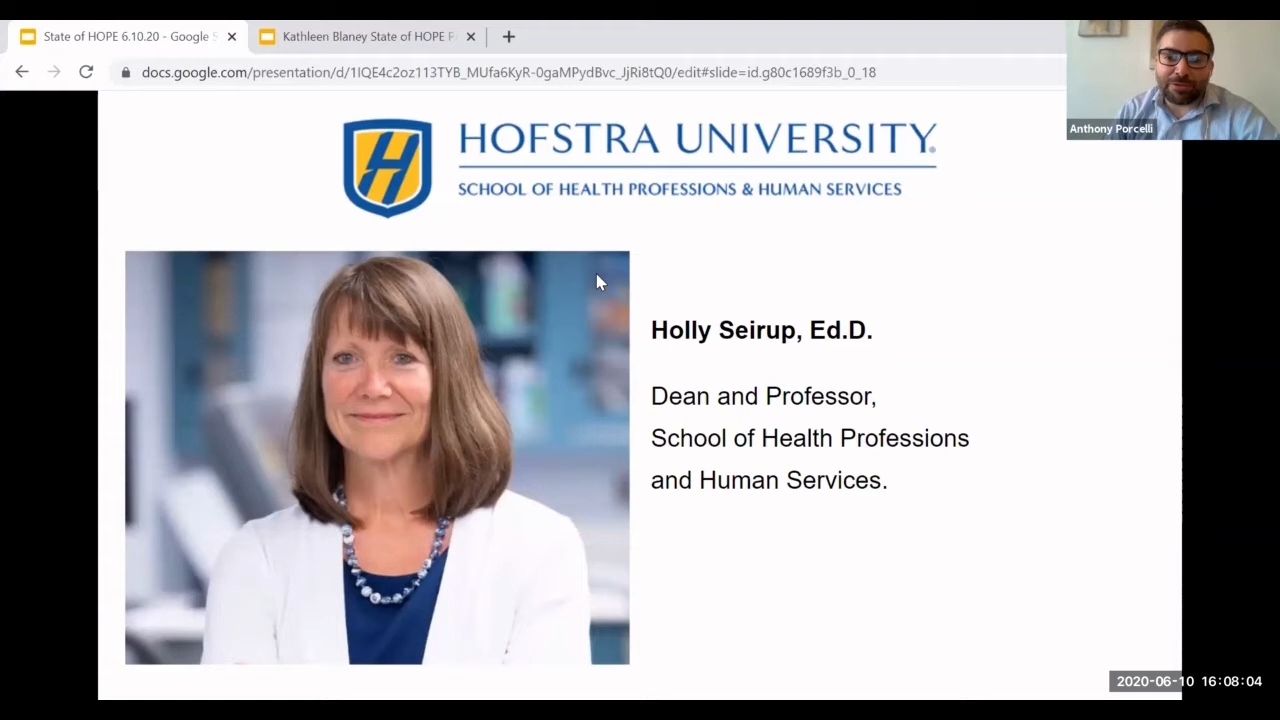 State of HOPE 6.10.20 - Google S
Kathleen Blaney State of HOPE P
docs.google.com/presentation/d/1IQE4c2oz113TYB_MUfa6KyR-0gaMPydBvc_JjRi8tQ0/edit#slide=id.g80c1689f3b_0_18
Anthony Porcelli
H
HOFSTRA UNIVERSITY®
SCHOOL OF HEALTH PROFESSIONS & HUMAN SERVICES
Holly Seirup, Ed.D.
Dean and Professor,
School of Health Professions
and Human Services.
2020-06-10 16:08:04